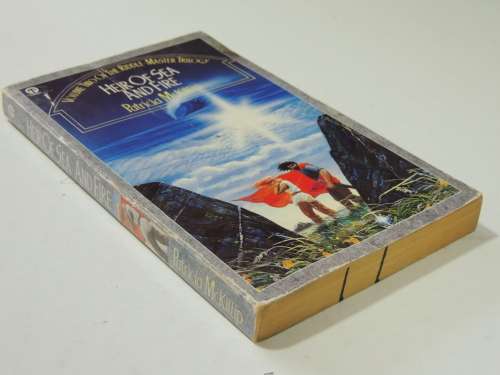 VOLUME TWO OF THE RIDDLE MASTER TRILOGY
HEIR OF SEA
AND FIRE
Patricia McKillip
HEIR OF SEA AND FIRE
PATRICIA McKILLIP